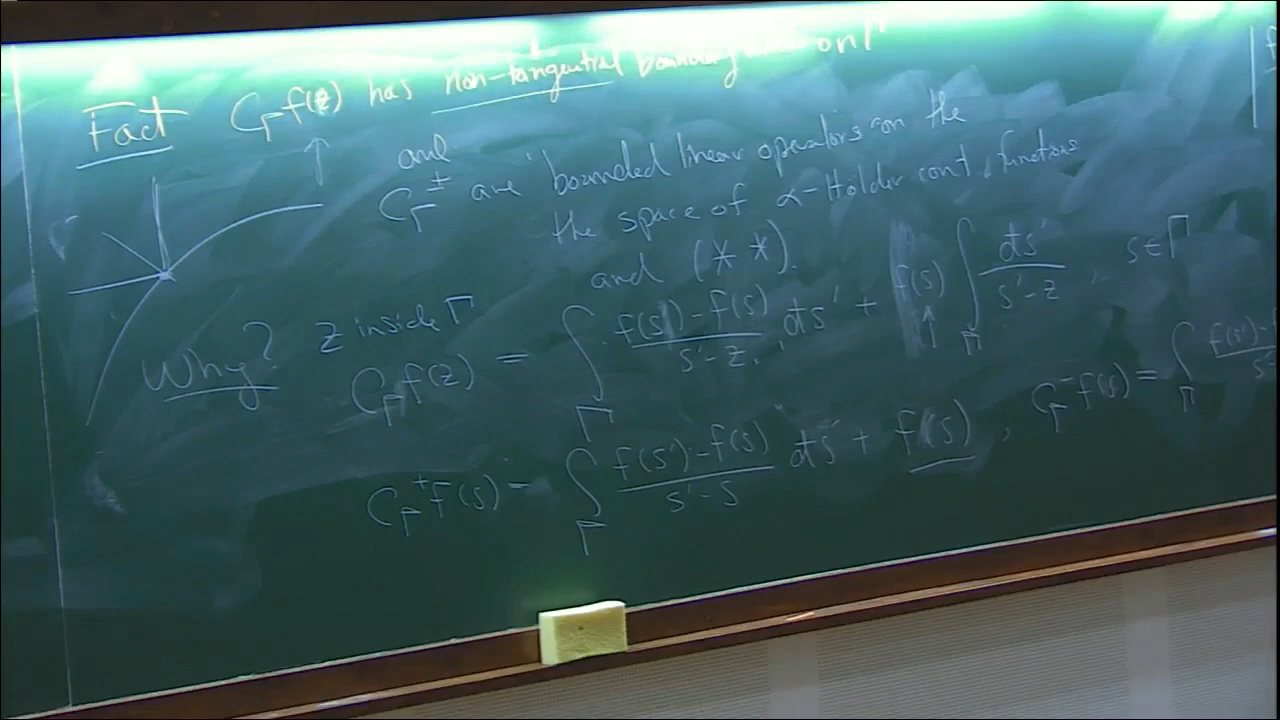 Fact C_Γ f(z) has non-tangential boundary on Γ
and
C_Γ^± are bounded linear operators on the
the space of α-Hölder cont. functions
and (**).
Why? z inside Γ
C_Γ f(z) = ∫_Γ (f(s') - f(s))/(s' - z) ds' + f(s) ∫_Γ ds'/(s' - z), s ∈ Γ
C_Γ^+ f(s) = ∫_Γ (f(s') - f(s))/(s' - s) ds' + f(s), C_Γ^- f(s) = ∫_Γ f(s') -